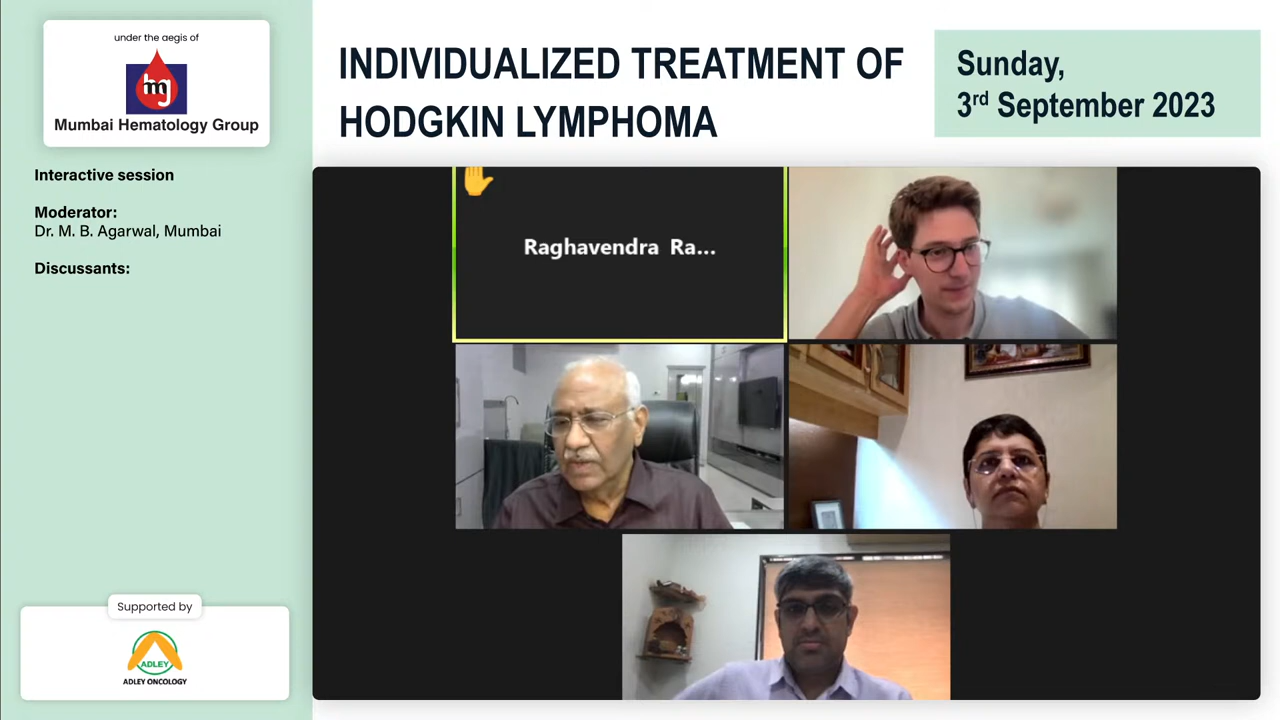 under the aegis of
mg
Mumbai Hematology Group
INDIVIDUALIZED TREATMENT OF
HODGKIN LYMPHOMA
Sunday,
3rd September 2023
Interactive session
Moderator:
Dr. M. B. Agarwal, Mumbai
Discussants:
Raghavendra Ra...
Supported by
ADLEY
ADLEY ONCOLOGY